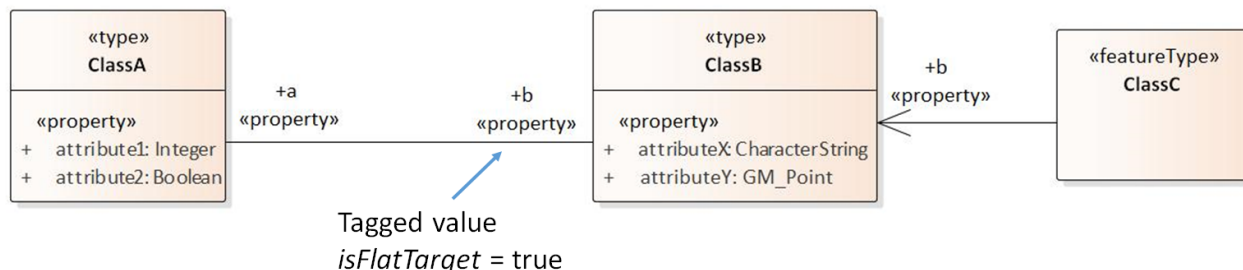 «type»
ClassA
«property»
+ attribute1: Integer
+ attribute2: Boolean
+a
«property»
+b
«property»
Tagged value
isFlatTarget = true
«type»
ClassB
«property»
+ attributeX: CharacterString
+ attributeY: GM_Point
+b
«property»
«featureType»
ClassC